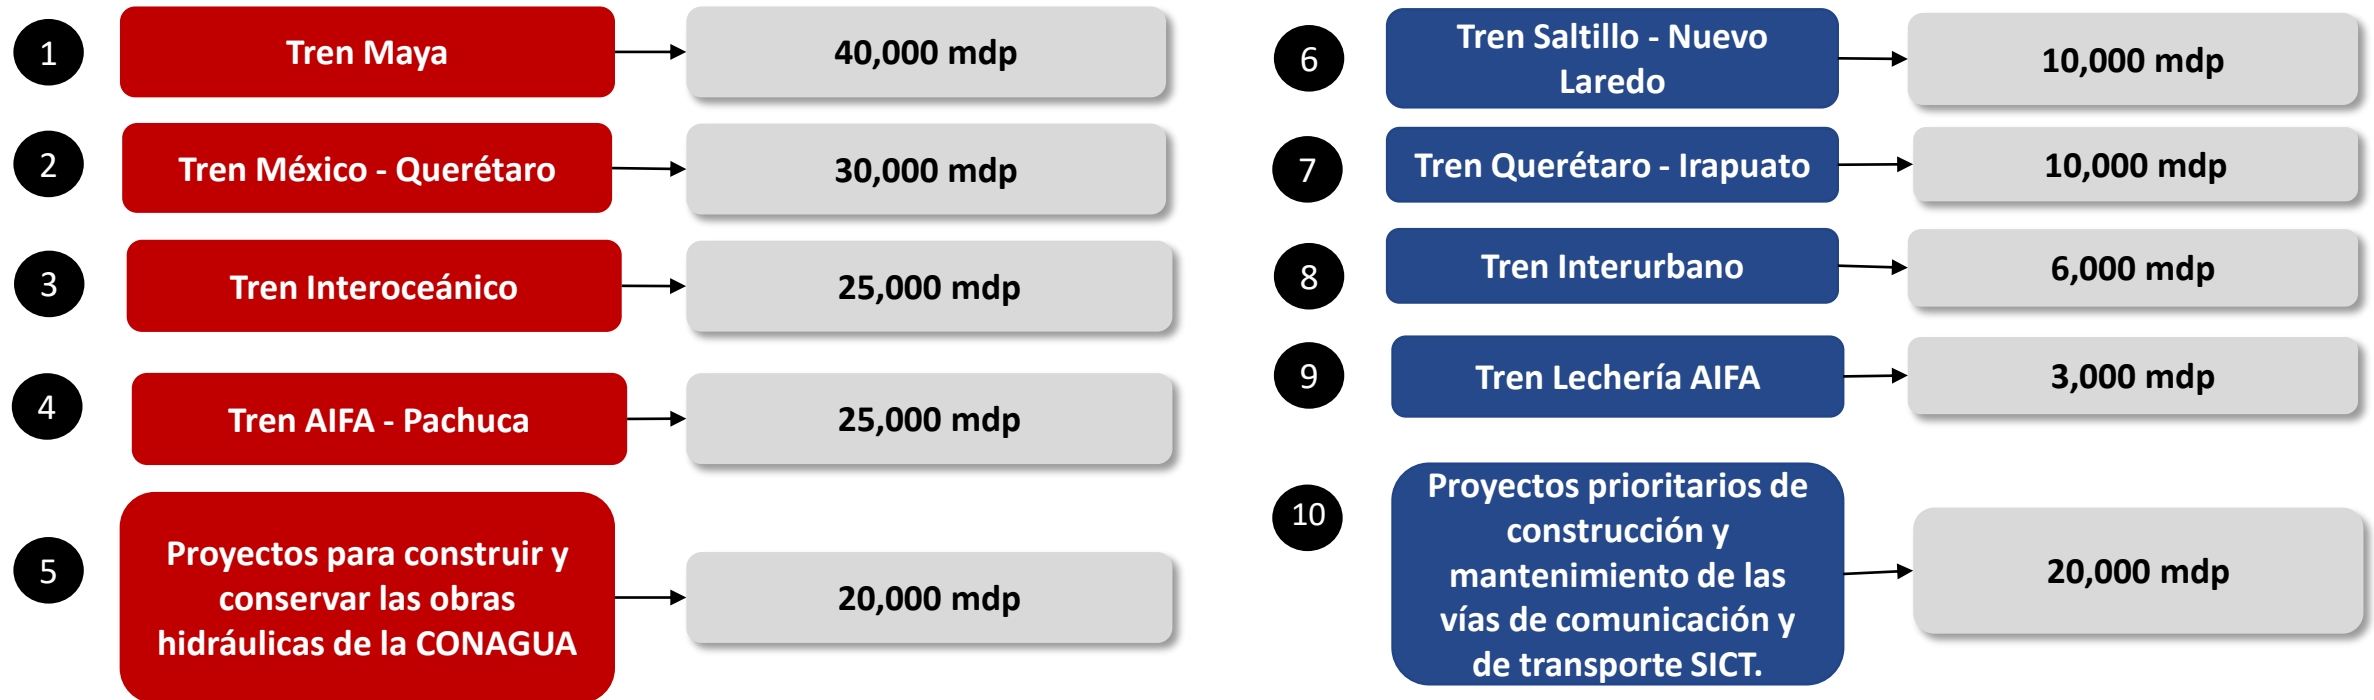 1
Tren Maya
40,000 mdp
2
Tren México - Querétaro
30,000 mdp
3
Tren Interoceánico
25,000 mdp
4
Tren AIFA - Pachuca
25,000 mdp
5
Proyectos para construir y
conservar las obras
hidráulicas de la CONAGUA
20,000 mdp
6
Tren Saltillo - Nuevo
Laredo
10,000 mdp
7
Tren Querétaro - Irapuato
10,000 mdp
8
Tren Interurbano
6,000 mdp
9
Tren Lechería AIFA
3,000 mdp
10
Proyectos prioritarios de
construcción y
mantenimiento de las
vías de comunicación y
de transporte SICT.
20,000 mdp